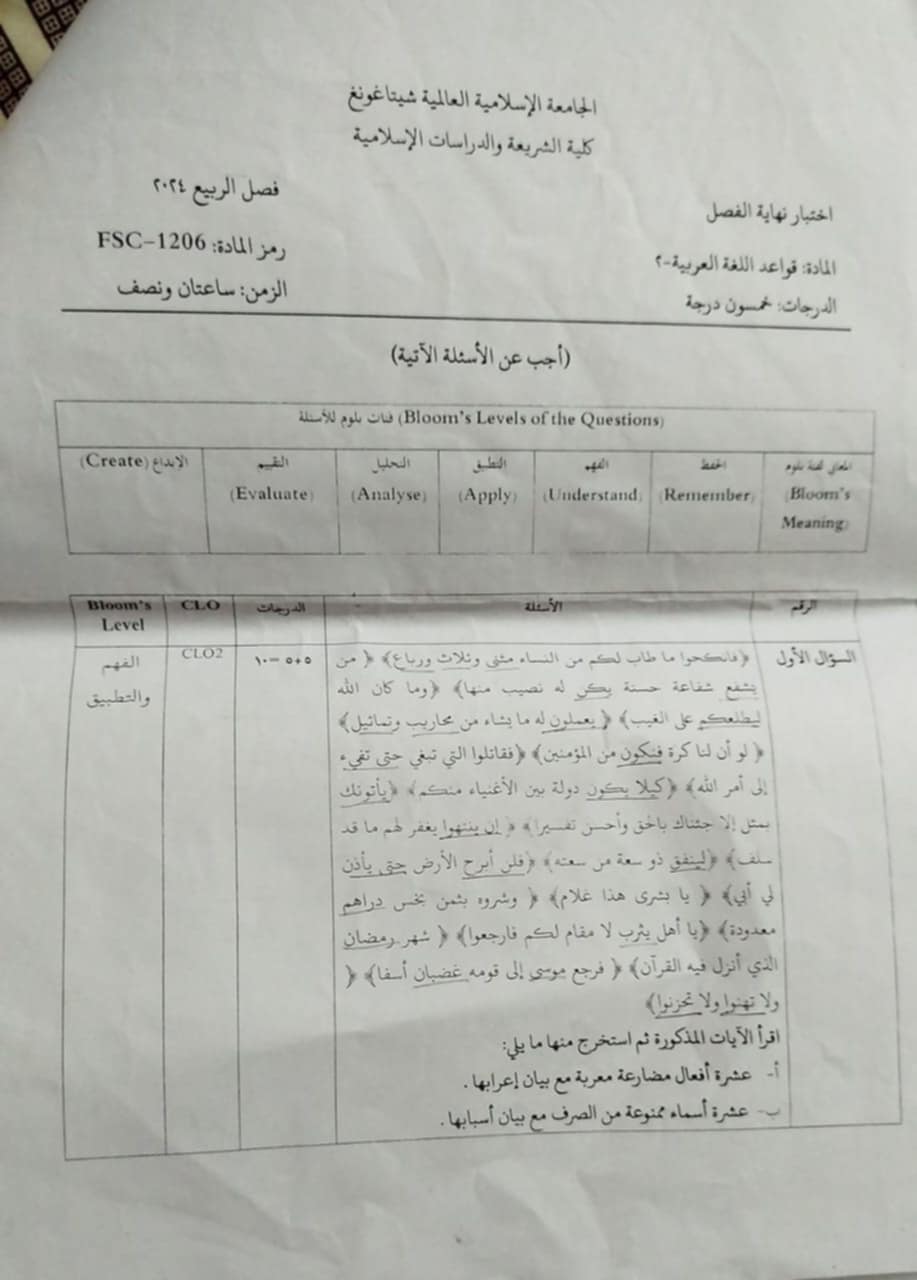 الجامعة الإسلامية العالمية شيتاغونغ
كلية الشريعة والدراسات الإسلامية
اختبار نهاية الفصل
فصل الربيع ٢٠٢٤
المادة: قواعد اللغة العربية-٢
رمز المادة: FSC-1206
الدرجات: خمسون درجة
الزمن: ساعتان ونصف
(أجب عن الأسئلة الآتية)
فئات بلوم للأسئلة (Bloom's Levels of the Questions)
(Bloom's
Meaning)
الحفظ
(Remember)
الفهم
(Understand)
التطبيق
(Apply)
التحليل
(Analyse)
التقييم
(Evaluate)
الابداع (Create)
الرقم
الأسئلة
الدرجات
CLO
Bloom's
Level
السؤال الأول
﴿فانكحوا ما طاب لكم من النساء مثنى وثلاث ورباع﴾ ﴿ من
يشفع شفاعة حسنة يكن له نصيب منها﴾ ﴿وما كان الله
ليطلعكم على الغيب﴾ ﴿ يعملون له ما يشاء من محاريب وتماثيل﴾
﴿ لو أن لنا كرة فنكون من المؤمنين﴾ ﴿فقاتلوا التي تبغي حتى تفيء
إلى أمر الله﴾ ﴿كيلا يكون دولة بين الأغنياء منكم﴾ ﴿يأتونك
بمثل إلا جئناك بالحق وأحسن تفسيرا﴾ ﴿ إن ينتهوا يغفر لهم ما قد
سلف﴾ ﴿لينفق ذو سعة من سعته﴾ ﴿فلن أبرح الأرض حتى يأذن
لي أبي﴾ ﴿ يا بشرى هذا غلام﴾ ﴿ وشروه بثمن بخس دراهم
معدودة﴾ ﴿يا أهل يثرب لا مقام لكم فارجعوا﴾ ﴿ شهر رمضان
الذي أنزل فيه القرآن﴾ ﴿ فرجع موسى إلى قومه غضبان أسفا﴾ ﴿
ولا تهنوا ولا تحزنوا﴾
اقرأ الآيات المذكورة ثم استخرج منها ما يلي:
أ- عشرة أفعال مضارعة معربة مع بيان إعرابها.
ب- عشرة أسماء ممنوعة من الصرف مع بيان أسبابها.
٥+٥=١٠
CLO2
الفهم
والتطبيق